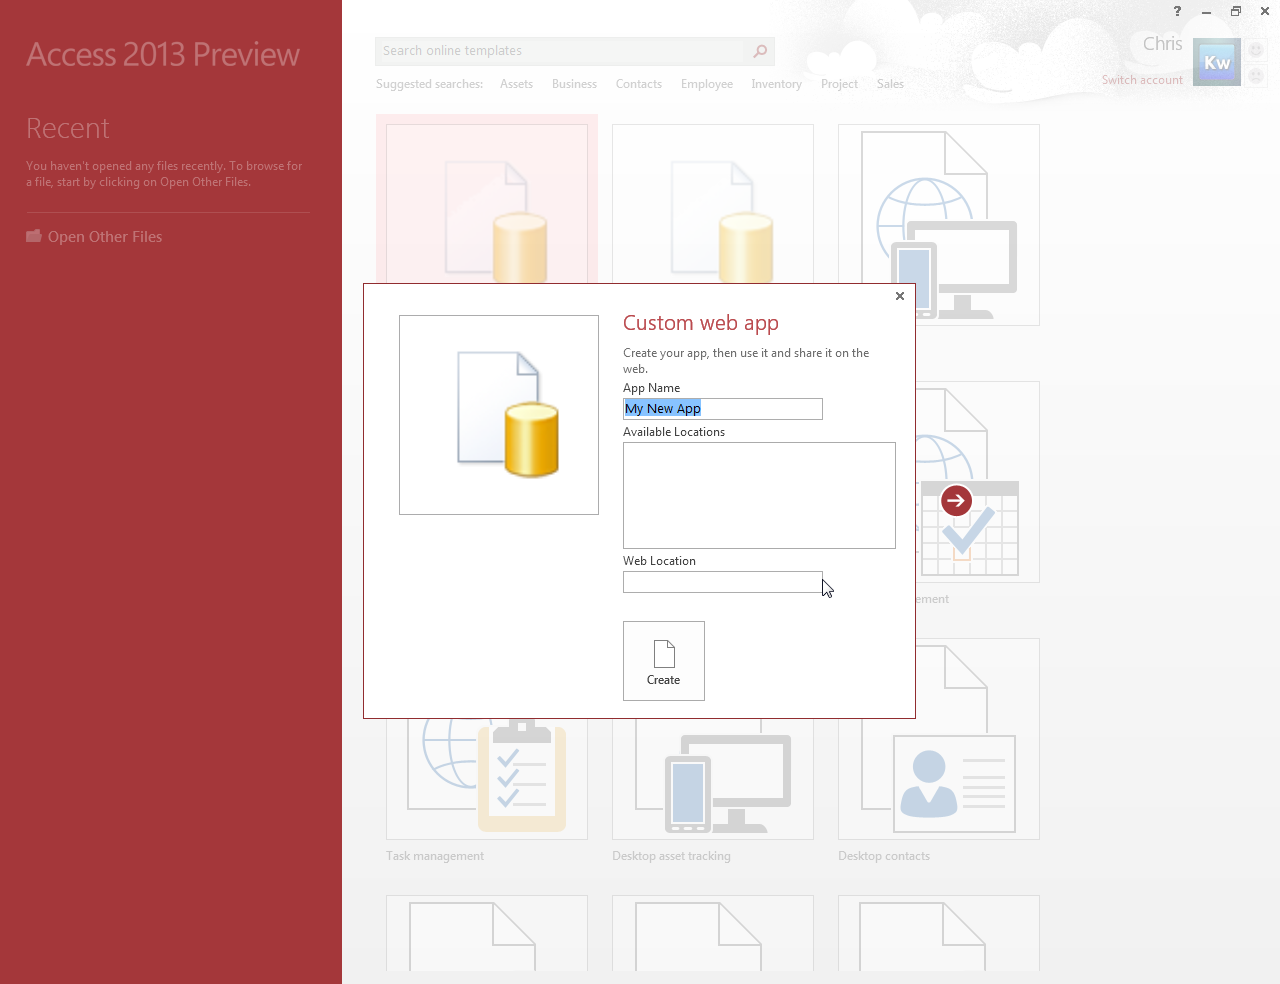 ?
Access 2013 Preview
Search online templates
Chris
Kw
Switch account
Suggested searches: Assets Business Contacts Employee Inventory Project Sales
Recent
You haven't opened any files recently. To browse for
a file, start by clicking on Open Other Files.
Open Other Files
Custom web app
Create your app, then use it and share it on the
web.
App Name
My New App
Available Locations
Web Location
Create
ement
Task management
Desktop asset tracking
Desktop contacts